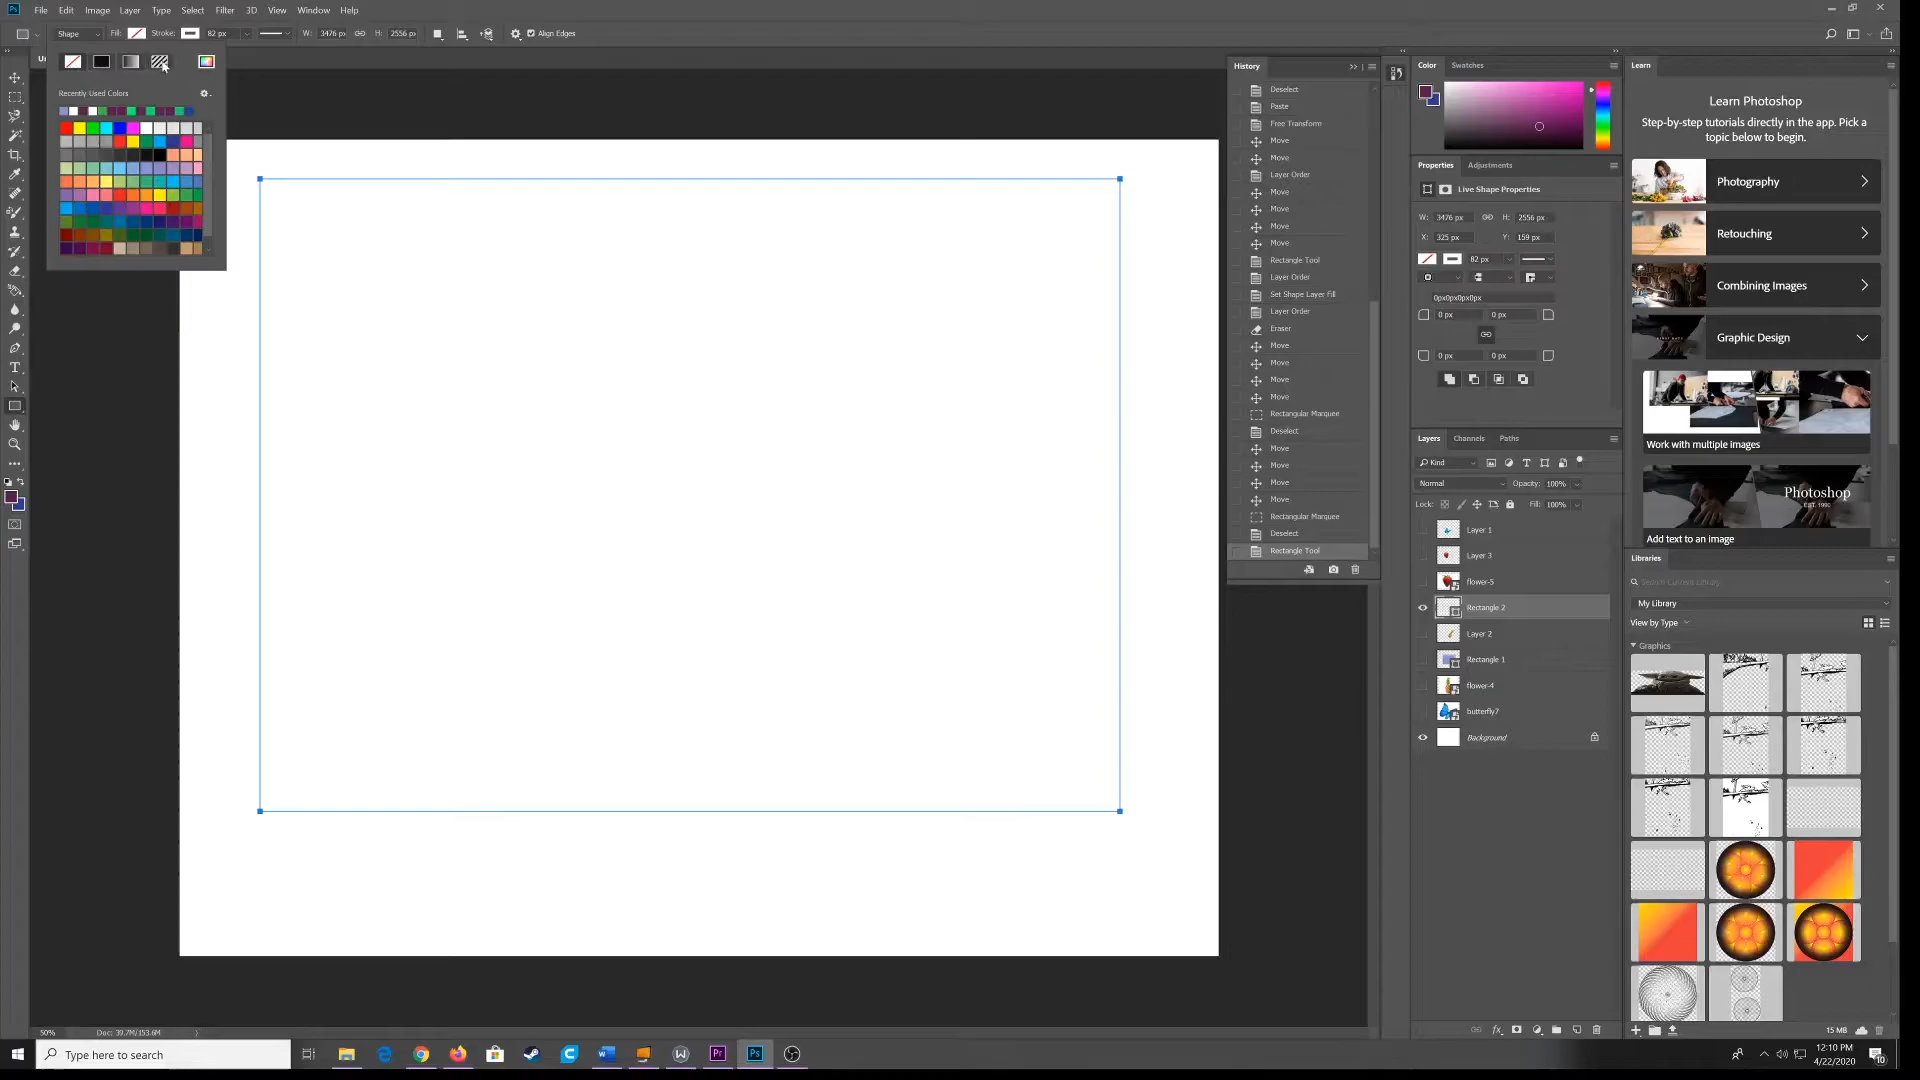 Ps File Edit Image Layer Type Select Filter 3D View Window Help
Shape Fill: Stroke: 82 px W: 3476 px H: 2556 px Align Edges
Recently Used Colors
History
Deselect
Paste
Free Transform
Move
Move
Layer Order
Move
Move
Move
Move
Rectangle Tool
Layer Order
Set Shape Layer Fill
Layer Order
Eraser
Move
Move
Move
Move
Rectangular Marquee
Deselect
Move
Move
Move
Move
Rectangular Marquee
Deselect
Rectangle Tool
Color Swatches
Properties Adjustments
Live Shape Properties
W: 3476 px H: 2556 px
X: 325 px Y: 159 px
82 px
0px0px0px0px
0 px 0 px
0 px 0 px
Layers Channels Paths
Kind
Normal Opacity: 100%
Lock: Fill: 100%
Layer 1
Layer 3
flower-5
Rectangle 2
Layer 2
Rectangle 1
flower-4
butterfly7
Background
Learn
Learn Photoshop
Step-by-step tutorials directly in the app. Pick a
topic below to begin.
Photography
Retouching
Combining Images
Graphic Design
Work with multiple images
Photoshop
EST. 1990
Add text to an image
Libraries
Search Current Library
My Library
View by Type
Graphics
15 MB
50% Doc: 39.7M/153.6M
Type here to search
Pr Ps
12:10 PM
4/22/2020